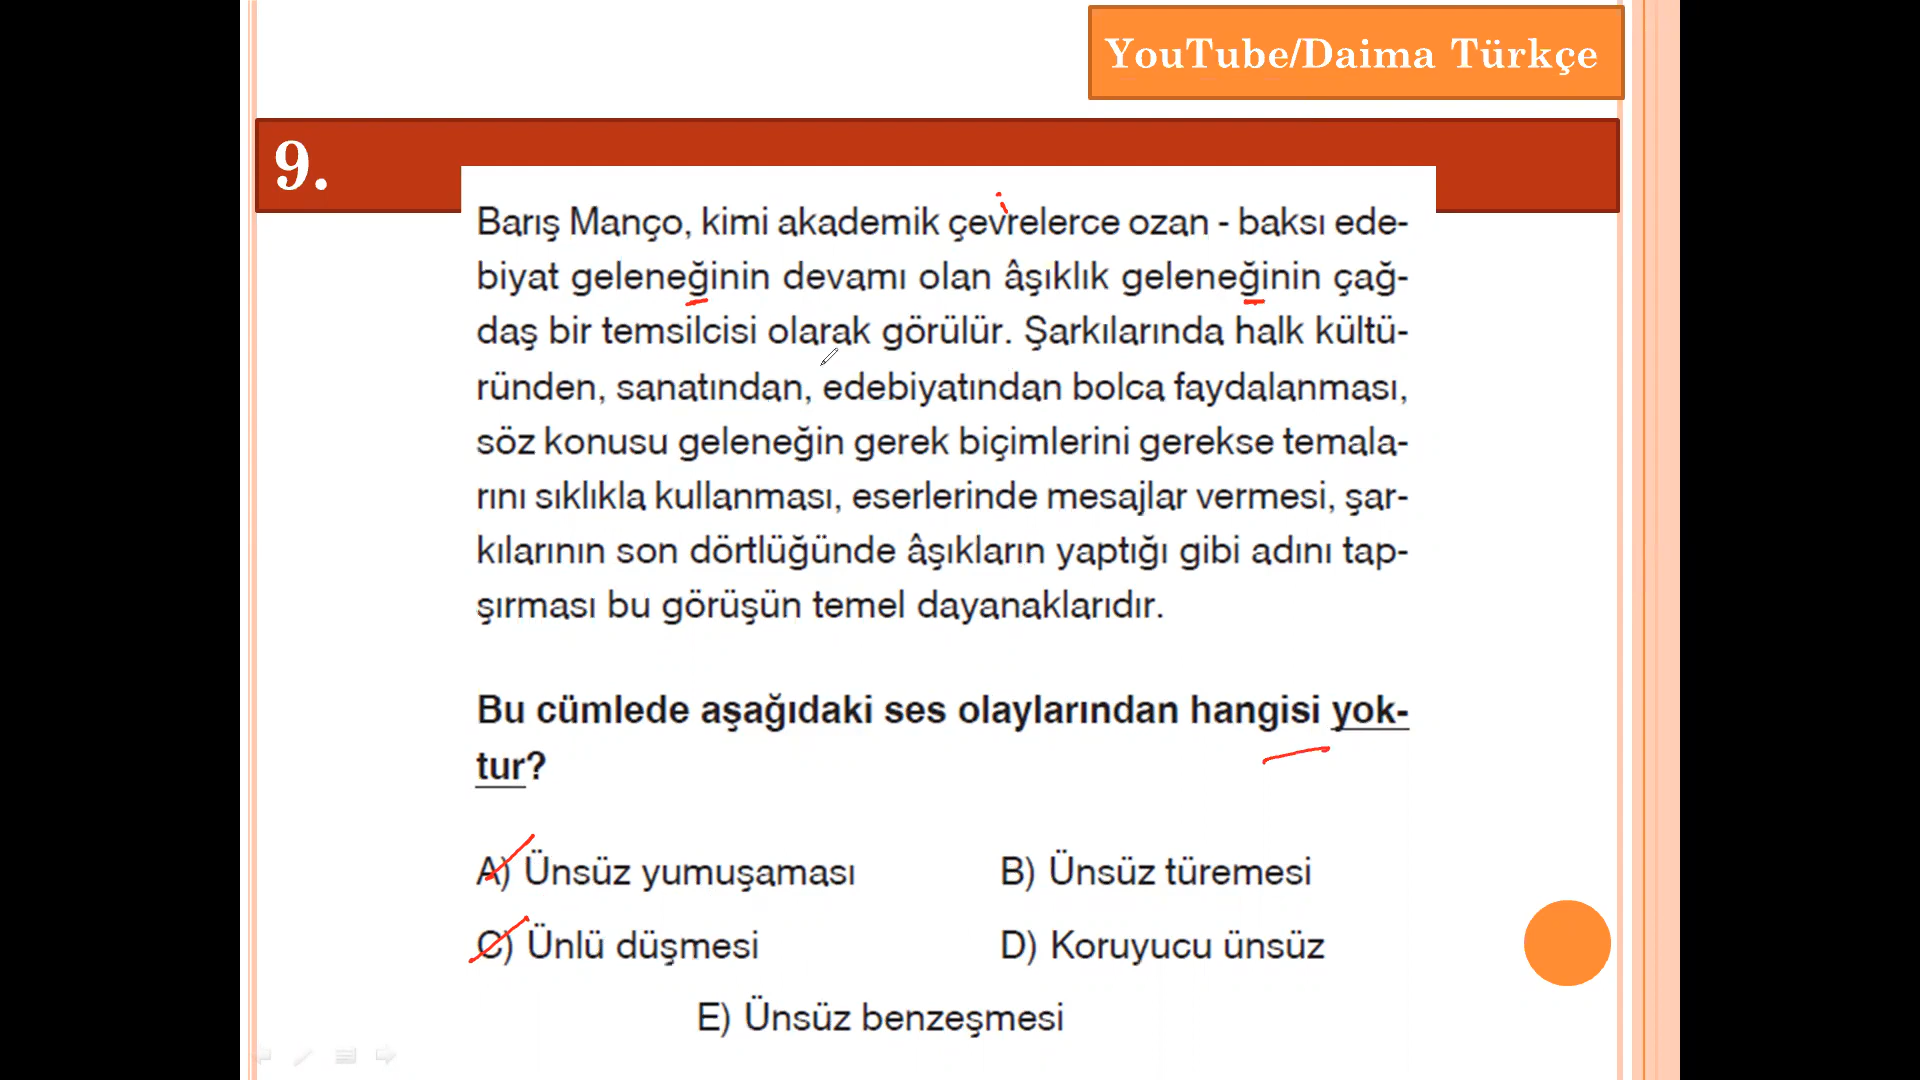 YouTube/Daima Türkçe
9.
Barış Manço, kimi akademik çevrelerce ozan - baksı ede-
biyat geleneğinin devamı olan âşıklık geleneğinin çağ-
daş bir temsilcisi olarak görülür. Şarkılarında halk kültü-
ründen, sanatından, edebiyatından bolca faydalanması,
söz konusu geleneğin gerek biçimlerini gerekse temala-
rını sıklıkla kullanması, eserlerinde mesajlar vermesi, şar-
kılarının son dörtlüğünde âşıkların yaptığı gibi adını tap-
şırması bu görüşün temel dayanaklarıdır.
Bu cümlede aşağıdaki ses olaylarından hangisi yok-
tur?
A) Ünsüz yumuşaması
B) Ünsüz türemesi
C) Ünlü düşmesi
D) Koruyucu ünsüz
E) Ünsüz benzeşmesi